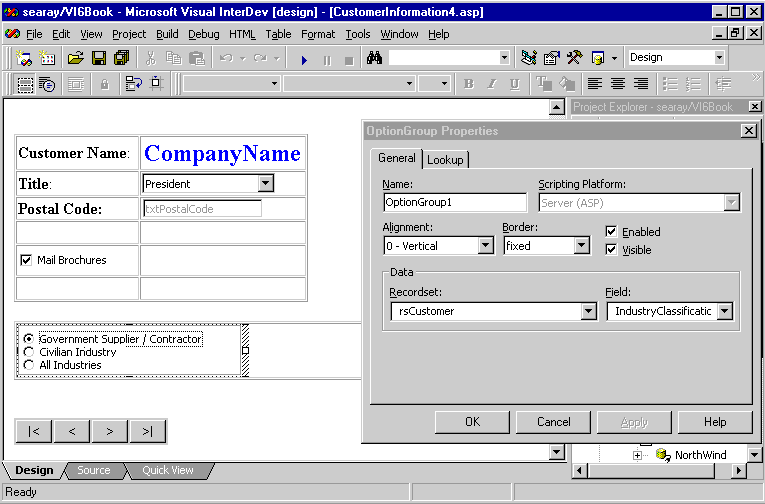 searay/VI6Book - Microsoft Visual InterDev [design] - [CustomerInformation4.asp]
File Edit View Project Build Debug HTML Table Format Tools Window Help
Design
B I U
Project Explorer - searay/VI6Book
Customer Name: CompanyName
Title: President
Postal Code: txtPostalCode
Mail Brochures
Government Supplier / Contractor
Civilian Industry
All Industries
|< < > >|
OptionGroup Properties
General Lookup
Name: Scripting Platform:
OptionGroup1 Server (ASP)
Alignment: Border: Enabled
0 - Vertical fixed Visible
Data
Recordset: Field:
rsCustomer IndustryClassificatic
OK Cancel Apply Help
NorthWind
Design Source Quick View
Ready